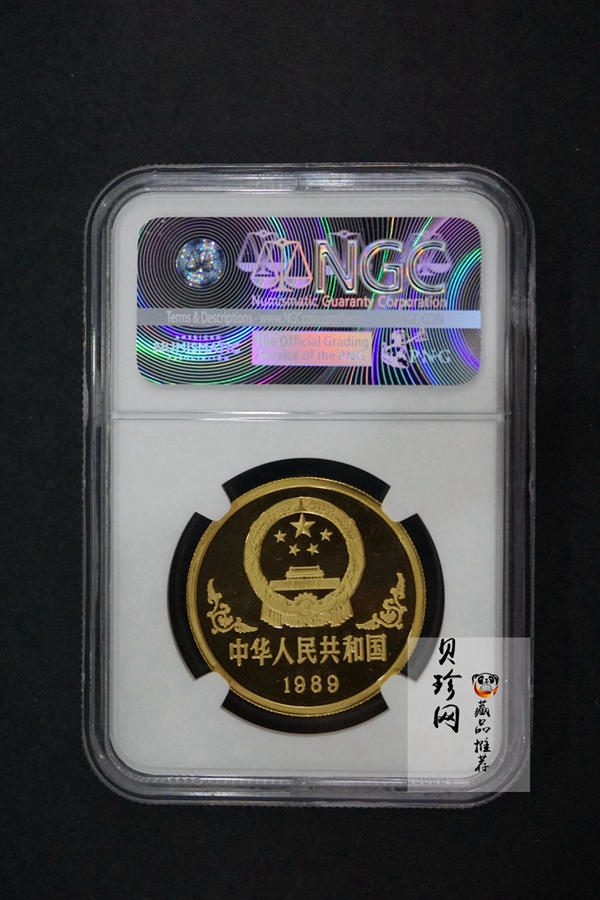 NGC
Numismatic Guaranty Corporation
Terms & Descriptions - www.NGCcoin.com
The Official Grading
Service of the PNG
PNG
中华人民共和国
1989
贝珍网
藏品推荐